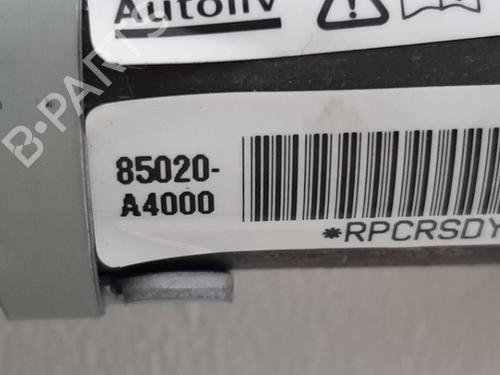 Autoliv
B-PARTS
85020-
A4000
*RPCRSDY